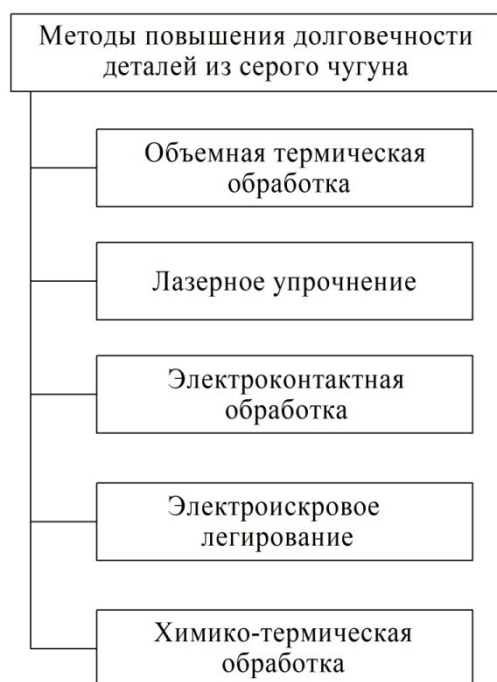 Методы повышения долговечности
деталей из серого чугуна
Объемная термическая
обработка
Лазерное упрочнение
Электроконтактная
обработка
Электроискровое
легирование
Химико-термическая
обработка